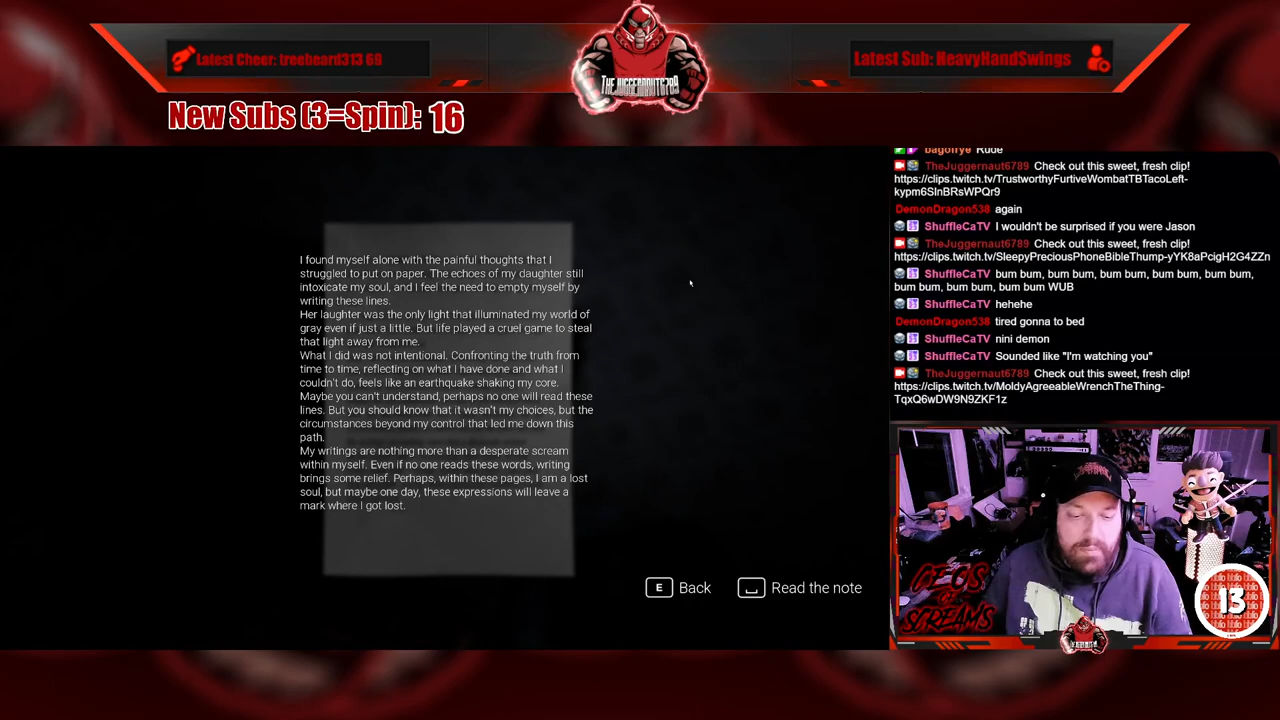 Latest Cheer: treebeard313 69
THEJUGGERNAUT6789
Latest Sub: HeavyHandSwings
New Subs (3=Spin): 16
I found myself alone with the painful thoughts that I
struggled to put on paper. The echoes of my daughter still
intoxicate my soul, and I feel the need to empty myself by
writing these lines.
Her laughter was the only light that illuminated my world of
gray even if just a little. But life played a cruel game to steal
that light away from me.
What I did was not intentional. Confronting the truth from
time to time, reflecting on what I have done and what I
couldn't do, feels like an earthquake shaking my core.
Maybe you can't understand, perhaps no one will read these
lines. But you should know that it wasn't my choices, but the
circumstances beyond my control that led me down this
path.
My writings are nothing more than a desperate scream
within myself. Even if no one reads these words, writing
brings some relief. Perhaps, within these pages, I am a lost
soul, but maybe one day, these expressions will leave a
mark where I got lost.
E Back
Read the note
bagofrye Rude
TheJuggernaut6789 Check out this sweet, fresh clip!
https://clips.twitch.tv/TrustworthyFurtiveWombatTBTacoLeft-
kypm6SlnBRsWPQr9
DemonDragon538 again
ShuffleCaTV I wouldn't be surprised if you were Jason
TheJuggernaut6789 Check out this sweet, fresh clip!
https://clips.twitch.tv/SleepyPreciousPhoneBibleThump-yYK8aPcigH2G4ZZn
ShuffleCaTV bum bum, bum bum, bum bum, bum bum, bum bum,
bum bum, bum bum, bum bum WUB
ShuffleCaTV hehehe
DemonDragon538 tired gonna to bed
ShuffleCaTV nini demon
ShuffleCaTV Sounded like "I'm watching you"
TheJuggernaut6789 Check out this sweet, fresh clip!
https://clips.twitch.tv/MoldyAgreeableWrenchTheThing-
TqxQ6wDW9N9ZKF1z
SCREAMS
13